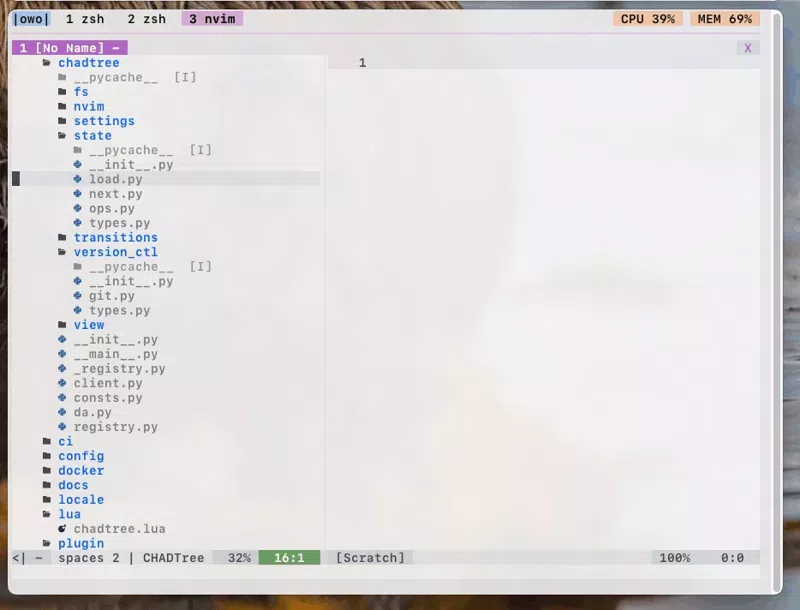 |owo| 1 zsh 2 zsh 3 nvim CPU 39% MEM 69%
1 [No Name] - X
chadtree 1
__pycache__ [I]
fs
nvim
settings
state
__pycache__ [I]
__init__.py
load.py
next.py
ops.py
types.py
transitions
version_ctl
__pycache__ [I]
__init__.py
git.py
types.py
view
__init__.py
__main__.py
_registry.py
client.py
consts.py
da.py
registry.py
ci
config
docker
docs
locale
lua
chadtree.lua
plugin
<| - spaces 2 | CHADTree 32% 16:1 [Scratch] 100% 0:0